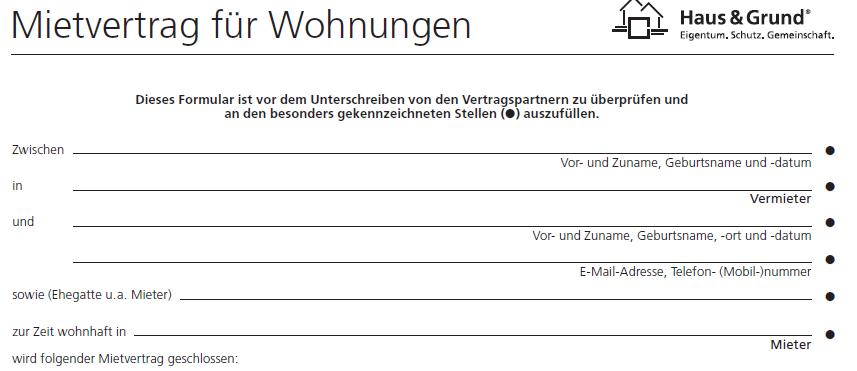 Mietvertrag für Wohnungen
Haus & Grund®
Eigentum. Schutz. Gemeinschaft.
Dieses Formular ist vor dem Unterschreiben von den Vertragspartnern zu überprüfen und
an den besonders gekennzeichneten Stellen (●) auszufüllen.
Zwischen ●
Vor- und Zuname, Geburtsname und -datum
in ●
Vermieter
und ●
Vor- und Zuname, Geburtsname, -ort und -datum
●
E-Mail-Adresse, Telefon- (Mobil-)nummer
sowie (Ehegatte u.a. Mieter) ●
zur Zeit wohnhaft in ●
Mieter
wird folgender Mietvertrag geschlossen: